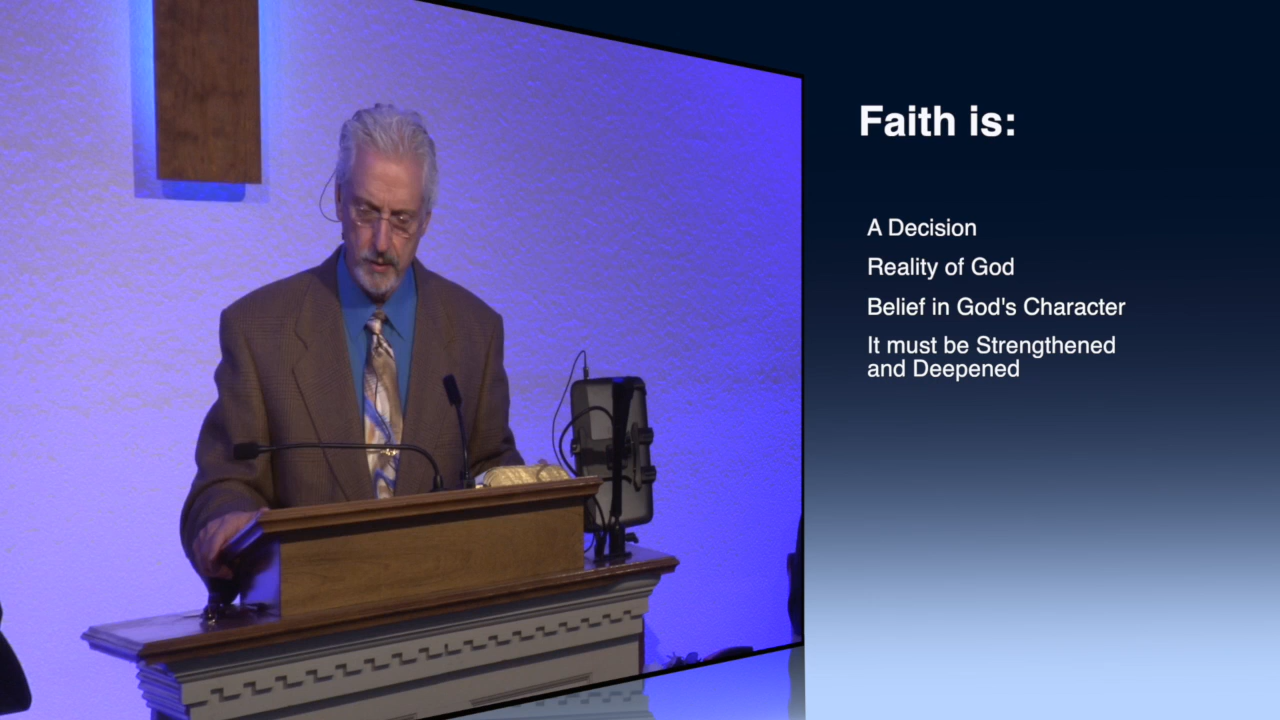 Faith is:
A Decision
Reality of God
Belief in God's Character
It must be Strengthened
and Deepened